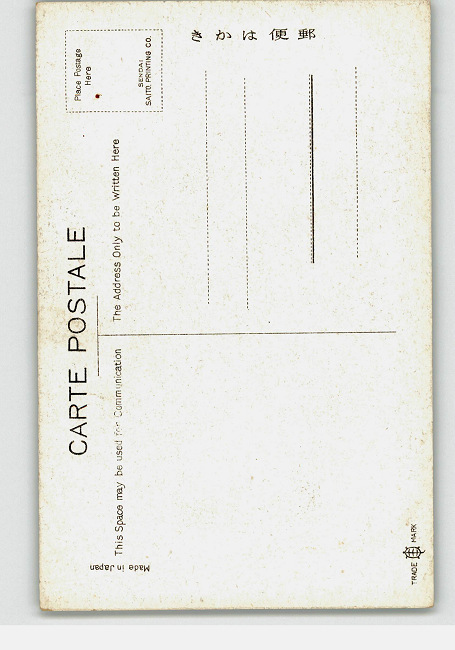 きかは便郵
Place Postage
Here
SENDAI
SAITO PRINTING CO.
CARTE POSTALE
The Address Only to be Written Here
This Space may be used for Communication
Made in Japan
TRADE MARK